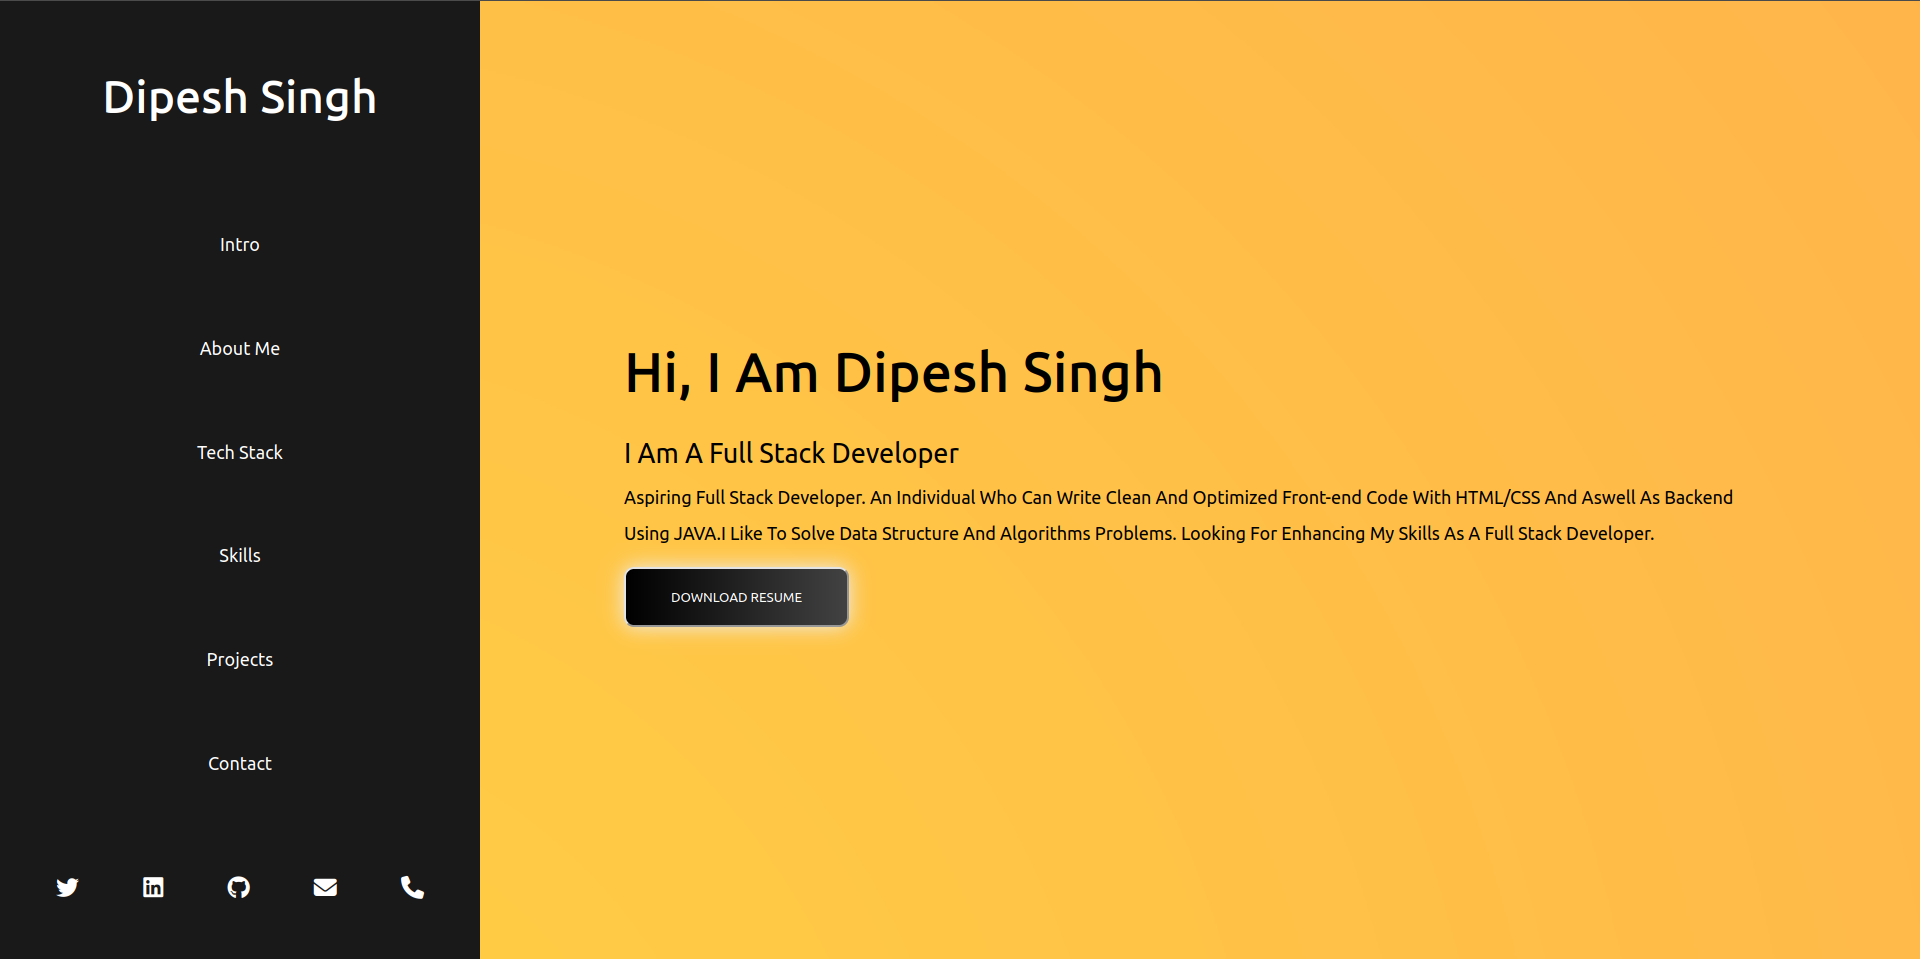 Dipesh Singh
Intro
About Me
Tech Stack
Skills
Projects
Contact
Hi, I Am Dipesh Singh
I Am A Full Stack Developer
Aspiring Full Stack Developer. An Individual Who Can Write Clean And Optimized Front-end Code With HTML/CSS And Aswell As Backend
Using JAVA.I Like To Solve Data Structure And Algorithms Problems. Looking For Enhancing My Skills As A Full Stack Developer.
DOWNLOAD RESUME